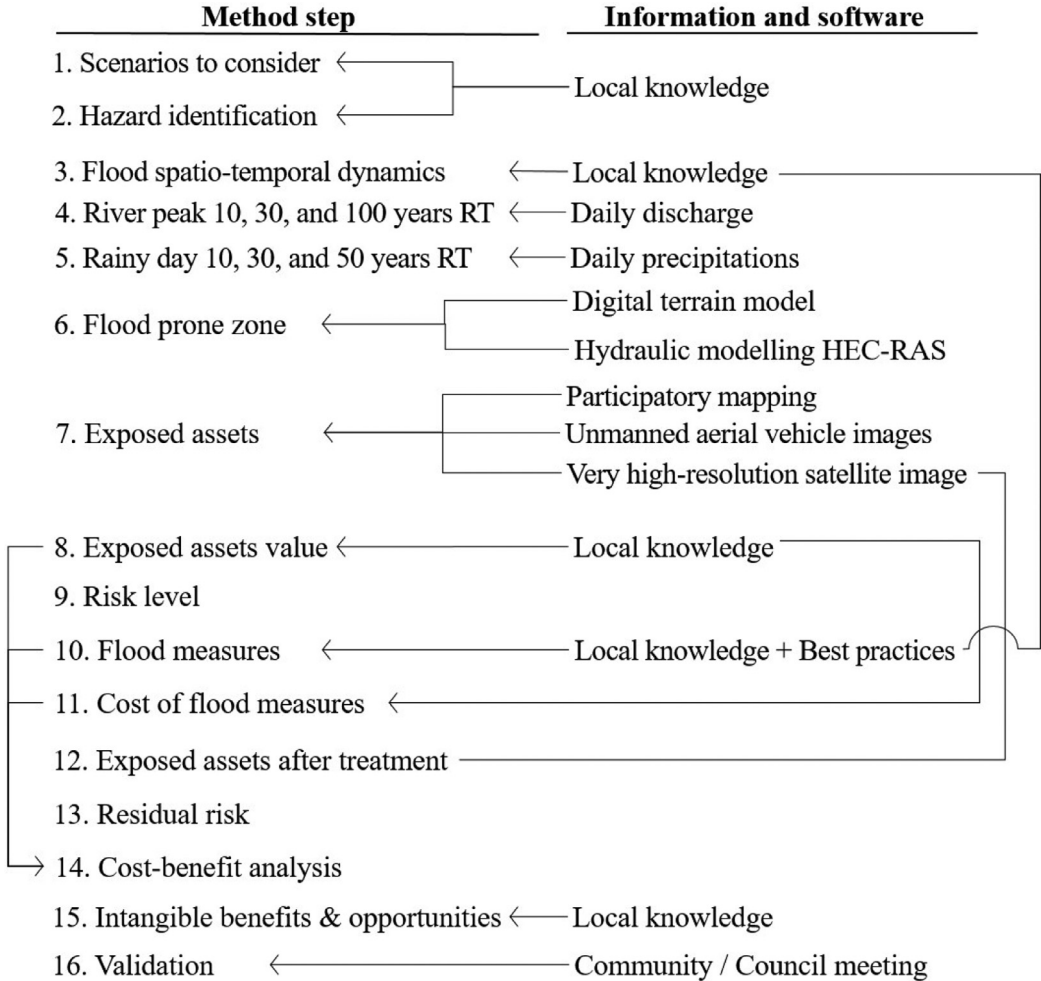 Method step Information and software
1. Scenarios to consider
Local knowledge
2. Hazard identification
3. Flood spatio-temporal dynamics Local knowledge
4. River peak 10, 30, and 100 years RT Daily discharge
5. Rainy day 10, 30, and 50 years RT Daily precipitations
Digital terrain model
6. Flood prone zone
Hydraulic modelling HEC-RAS
Participatory mapping
7. Exposed assets Unmanned aerial vehicle images
Very high-resolution satellite image
8. Exposed assets value Local knowledge
9. Risk level
10. Flood measures Local knowledge + Best practices
11. Cost of flood measures
12. Exposed assets after treatment
13. Residual risk
14. Cost-benefit analysis
15. Intangible benefits & opportunities Local knowledge
16. Validation Community / Council meeting